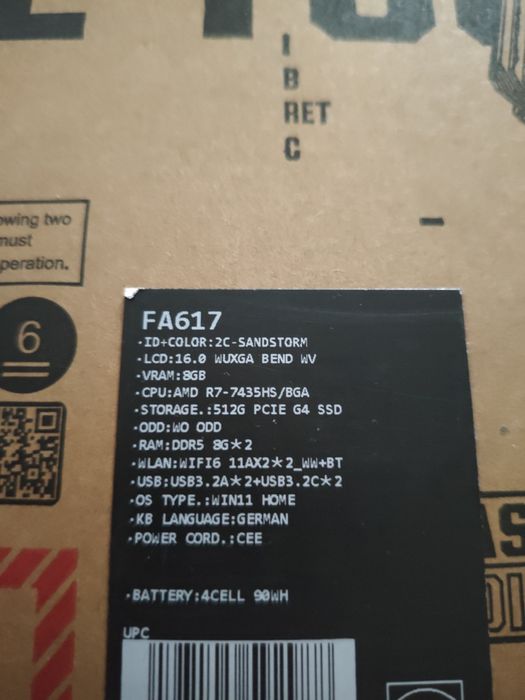 I
B
RET
C
owing two
must
peration.
6
FA617
·ID+COLOR:2C-SANDSTORM
·LCD:16.0 WUXGA BEND WV
·VRAM:8GB
·CPU:AMD R7-7435HS/BGA
·STORAGE.:512G PCIE G4 SSD
·ODD:WO ODD
·RAM:DDR5 8G*2
·WLAN:WIFI6 11AX2*2_WW+BT
·USB:USB3.2A*2+USB3.2C*2
·OS TYPE.:WIN11 HOME
·KB LANGUAGE:GERMAN
·POWER CORD.:CEE
·BATTERY:4CELL 90WH
UPC